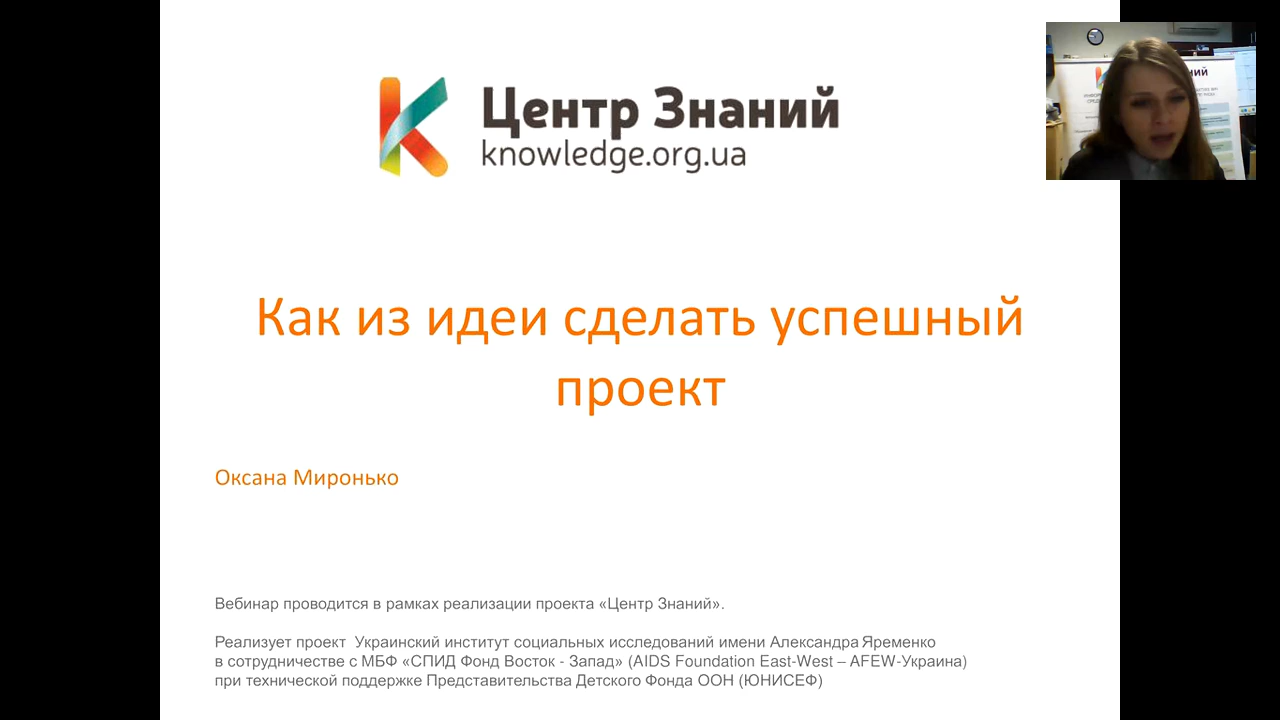 Центр Знаний
knowledge.org.ua
Как из идеи сделать успешный
проект
Оксана Миронько
Вебинар проводится в рамках реализации проекта «Центр Знаний».
Реализует проект Украинский институт социальных исследований имени Александра Яременко
в сотрудничестве с МБФ «СПИД Фонд Восток - Запад» (AIDS Foundation East-West – AFEW-Украина)
при технической поддержке Представительства Детского Фонда ООН (ЮНИСЕФ)